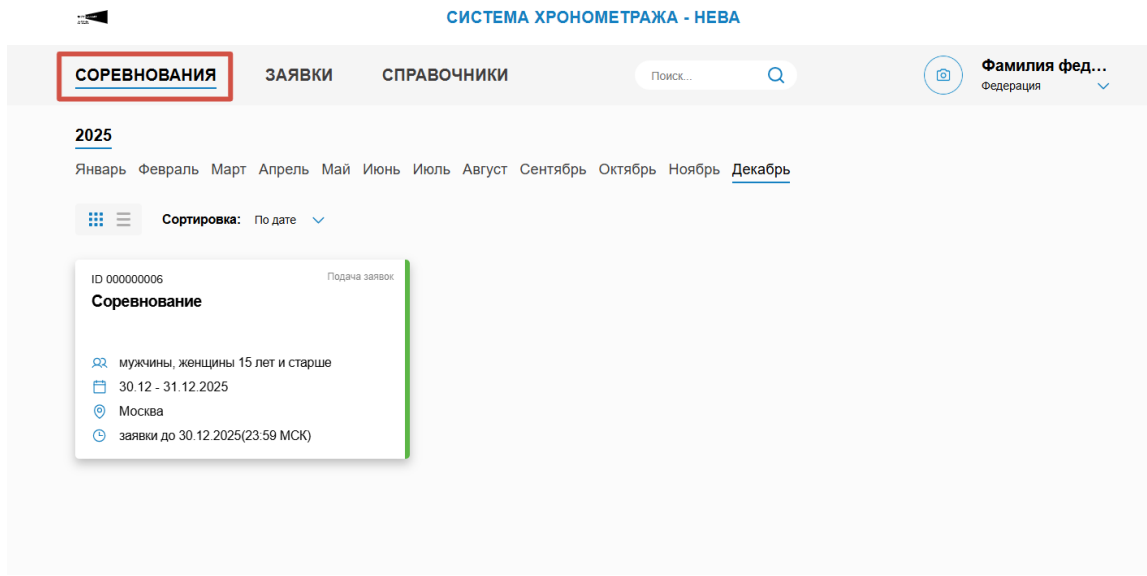 СИСТЕМА ХРОНОМЕТРАЖА - НЕВА
СОРЕВНОВАНИЯ ЗАЯВКИ СПРАВОЧНИКИ Поиск... Фамилия фед...
Федерация
2025
Январь Февраль Март Апрель Май Июнь Июль Август Сентябрь Октябрь Ноябрь Декабрь
Сортировка: По дате
ID 000000006 Подача заявок
Соревнование
мужчины, женщины 15 лет и старше
30.12 - 31.12.2025
Москва
заявки до 30.12.2025(23:59 МСК)